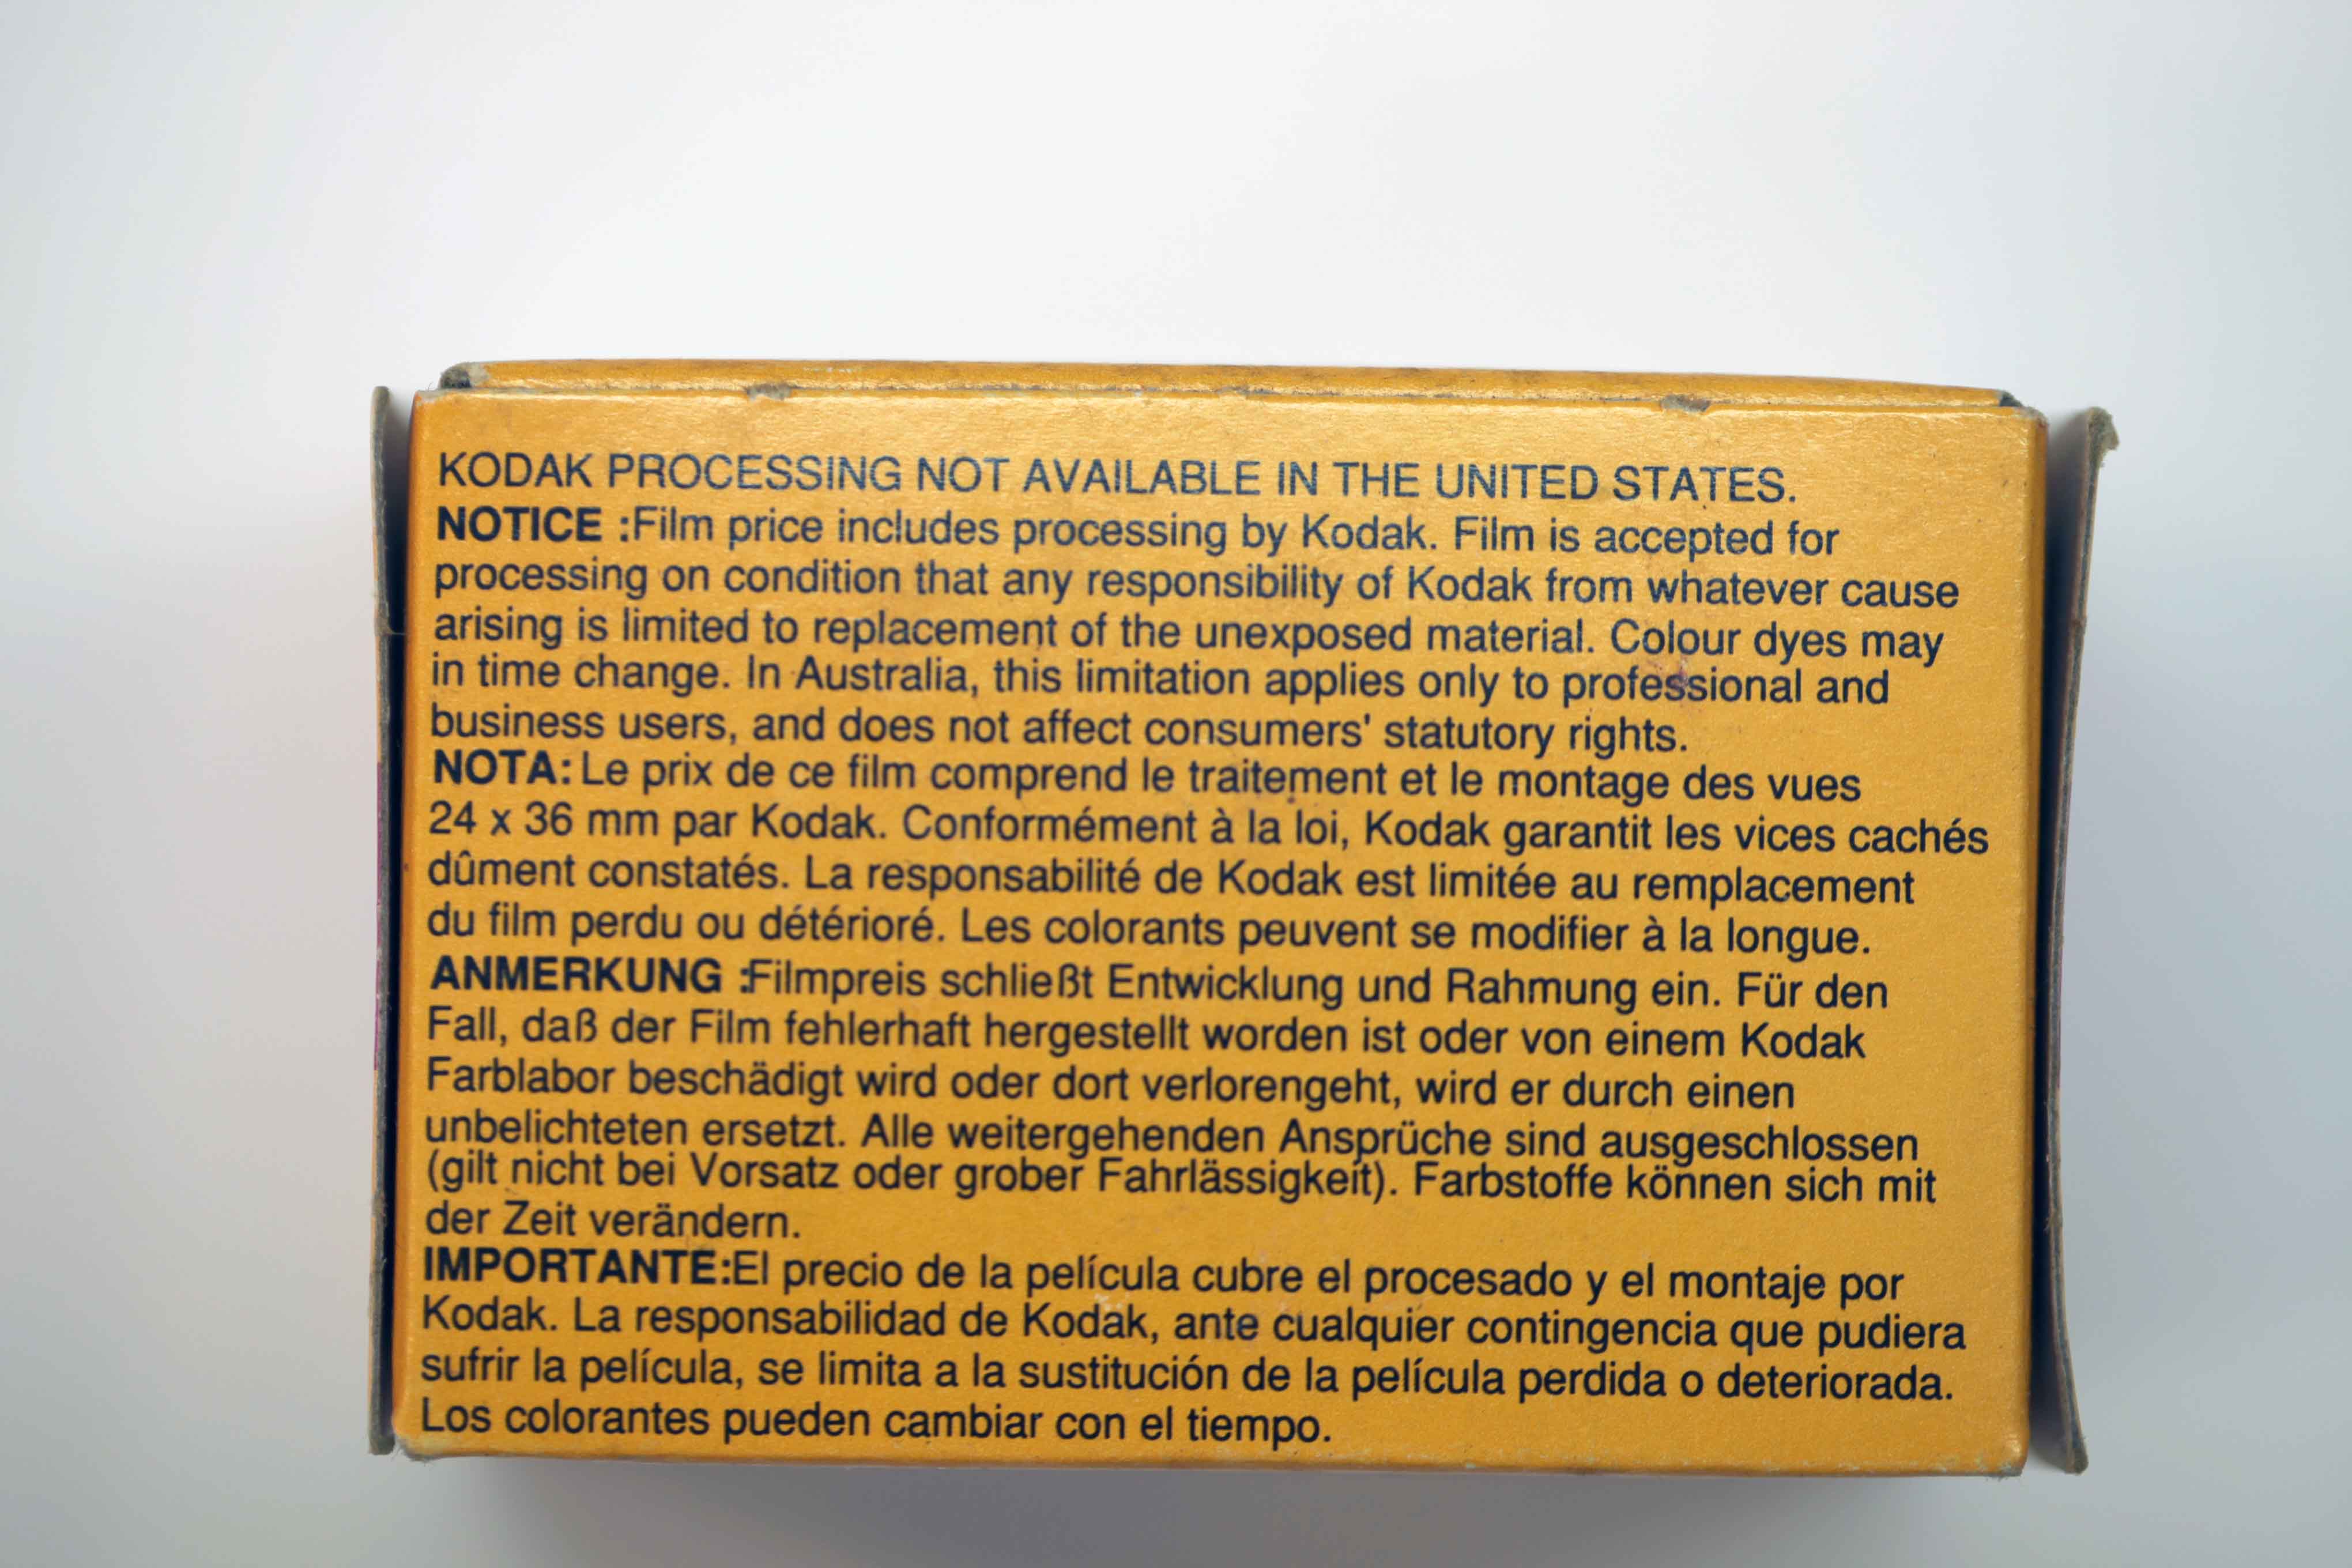 KODAK PROCESSING NOT AVAILABLE IN THE UNITED STATES.
NOTICE :Film price includes processing by Kodak. Film is accepted for
processing on condition that any responsibility of Kodak from whatever cause
arising is limited to replacement of the unexposed material. Colour dyes may
in time change. In Australia, this limitation applies only to professional and
business users, and does not affect consumers' statutory rights.
NOTA: Le prix de ce film comprend le traitement et le montage des vues
24 x 36 mm par Kodak. Conformément à la loi, Kodak garantit les vices cachés
dûment constatés. La responsabilité de Kodak est limitée au remplacement
du film perdu ou détérioré. Les colorants peuvent se modifier à la longue.
ANMERKUNG :Filmpreis schließt Entwicklung und Rahmung ein. Für den
Fall, daß der Film fehlerhaft hergestellt worden ist oder von einem Kodak
Farblabor beschädigt wird oder dort verlorengeht, wird er durch einen
unbelichteten ersetzt. Alle weitergehenden Ansprüche sind ausgeschlossen
(gilt nicht bei Vorsatz oder grober Fahrlässigkeit). Farbstoffe können sich mit
der Zeit verändern.
IMPORTANTE:El precio de la película cubre el procesado y el montaje por
Kodak. La responsabilidad de Kodak, ante cualquier contingencia que pudiera
sufrir la película, se limita a la sustitución de la película perdida o deteriorada.
Los colorantes pueden cambiar con el tiempo.